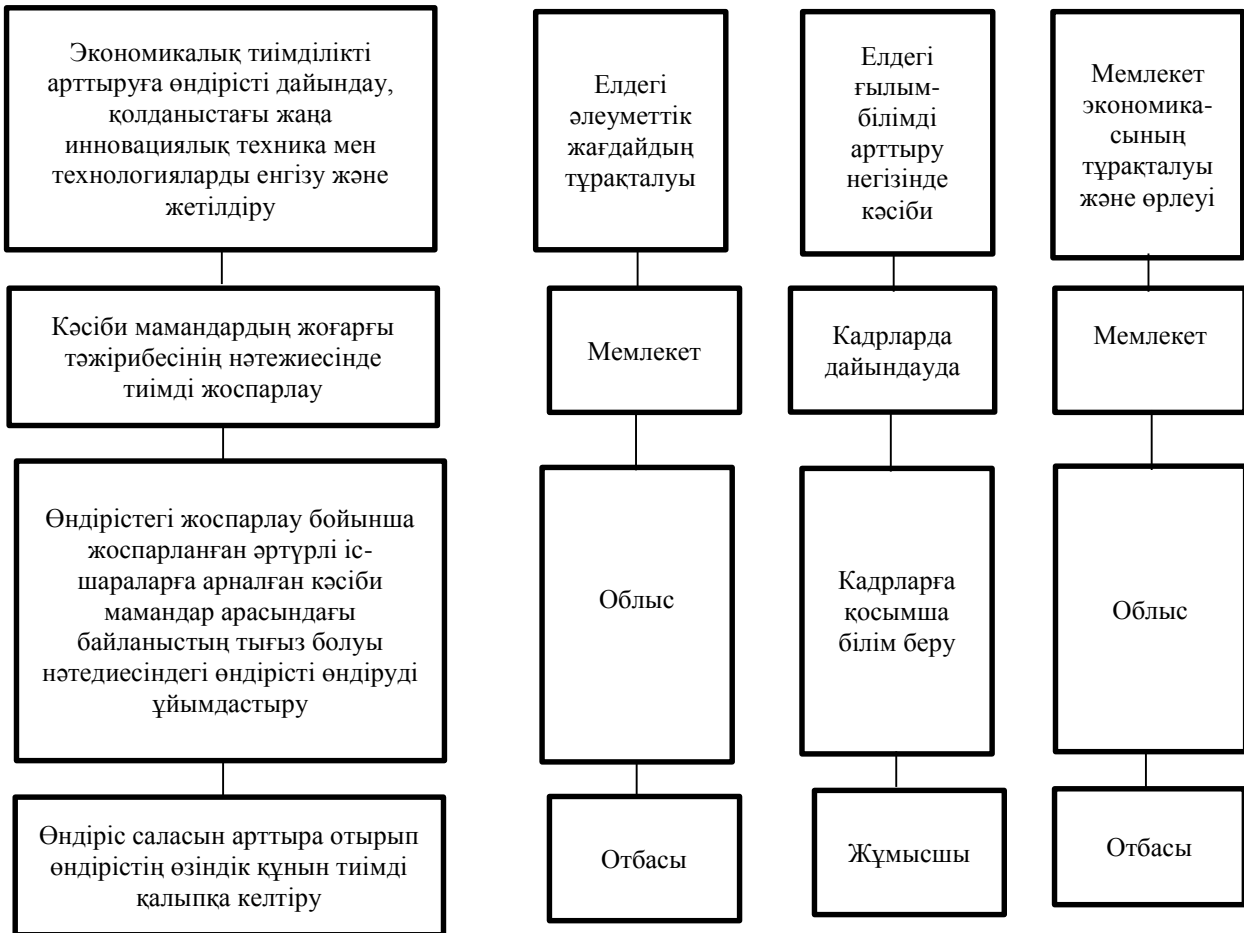 Экономикалық тиімділікті
арттыруға өндірісті дайындау,
қолданыстағы жаңа
инновациялық техника мен
технологияларды енгізу және
жетілдіру
Елдегі
әлеуметтік
жағдайдың
тұрақталуы
Елдегі
ғылым-
білімді
арттыру
негізінде
кәсіби
Мемлекет
экономика-
сының
тұрақталуы
және өрлеуі
Кәсіби мамандардың жоғарғы
тәжірибесінің нәтежиесінде
тиімді жоспарлау
Мемлекет
Кадрларда
дайындауда
Мемлекет
Өндірістегі жоспарлау бойынша
жоспарланған әртүрлі іс-
шараларға арналған кәсіби
мамандар арасындағы
байланыстың тығыз болуы
нәтедиесіндегі өндірісті өндіруді
ұйымдастыру
Облыс
Кадрларға
қосымша
білім беру
Облыс
Өндіріс саласын арттыра отырып
өндірістің өзіндік құнын тиімді
қалыпқа келтіру
Отбасы
Жұмысшы
Отбасы